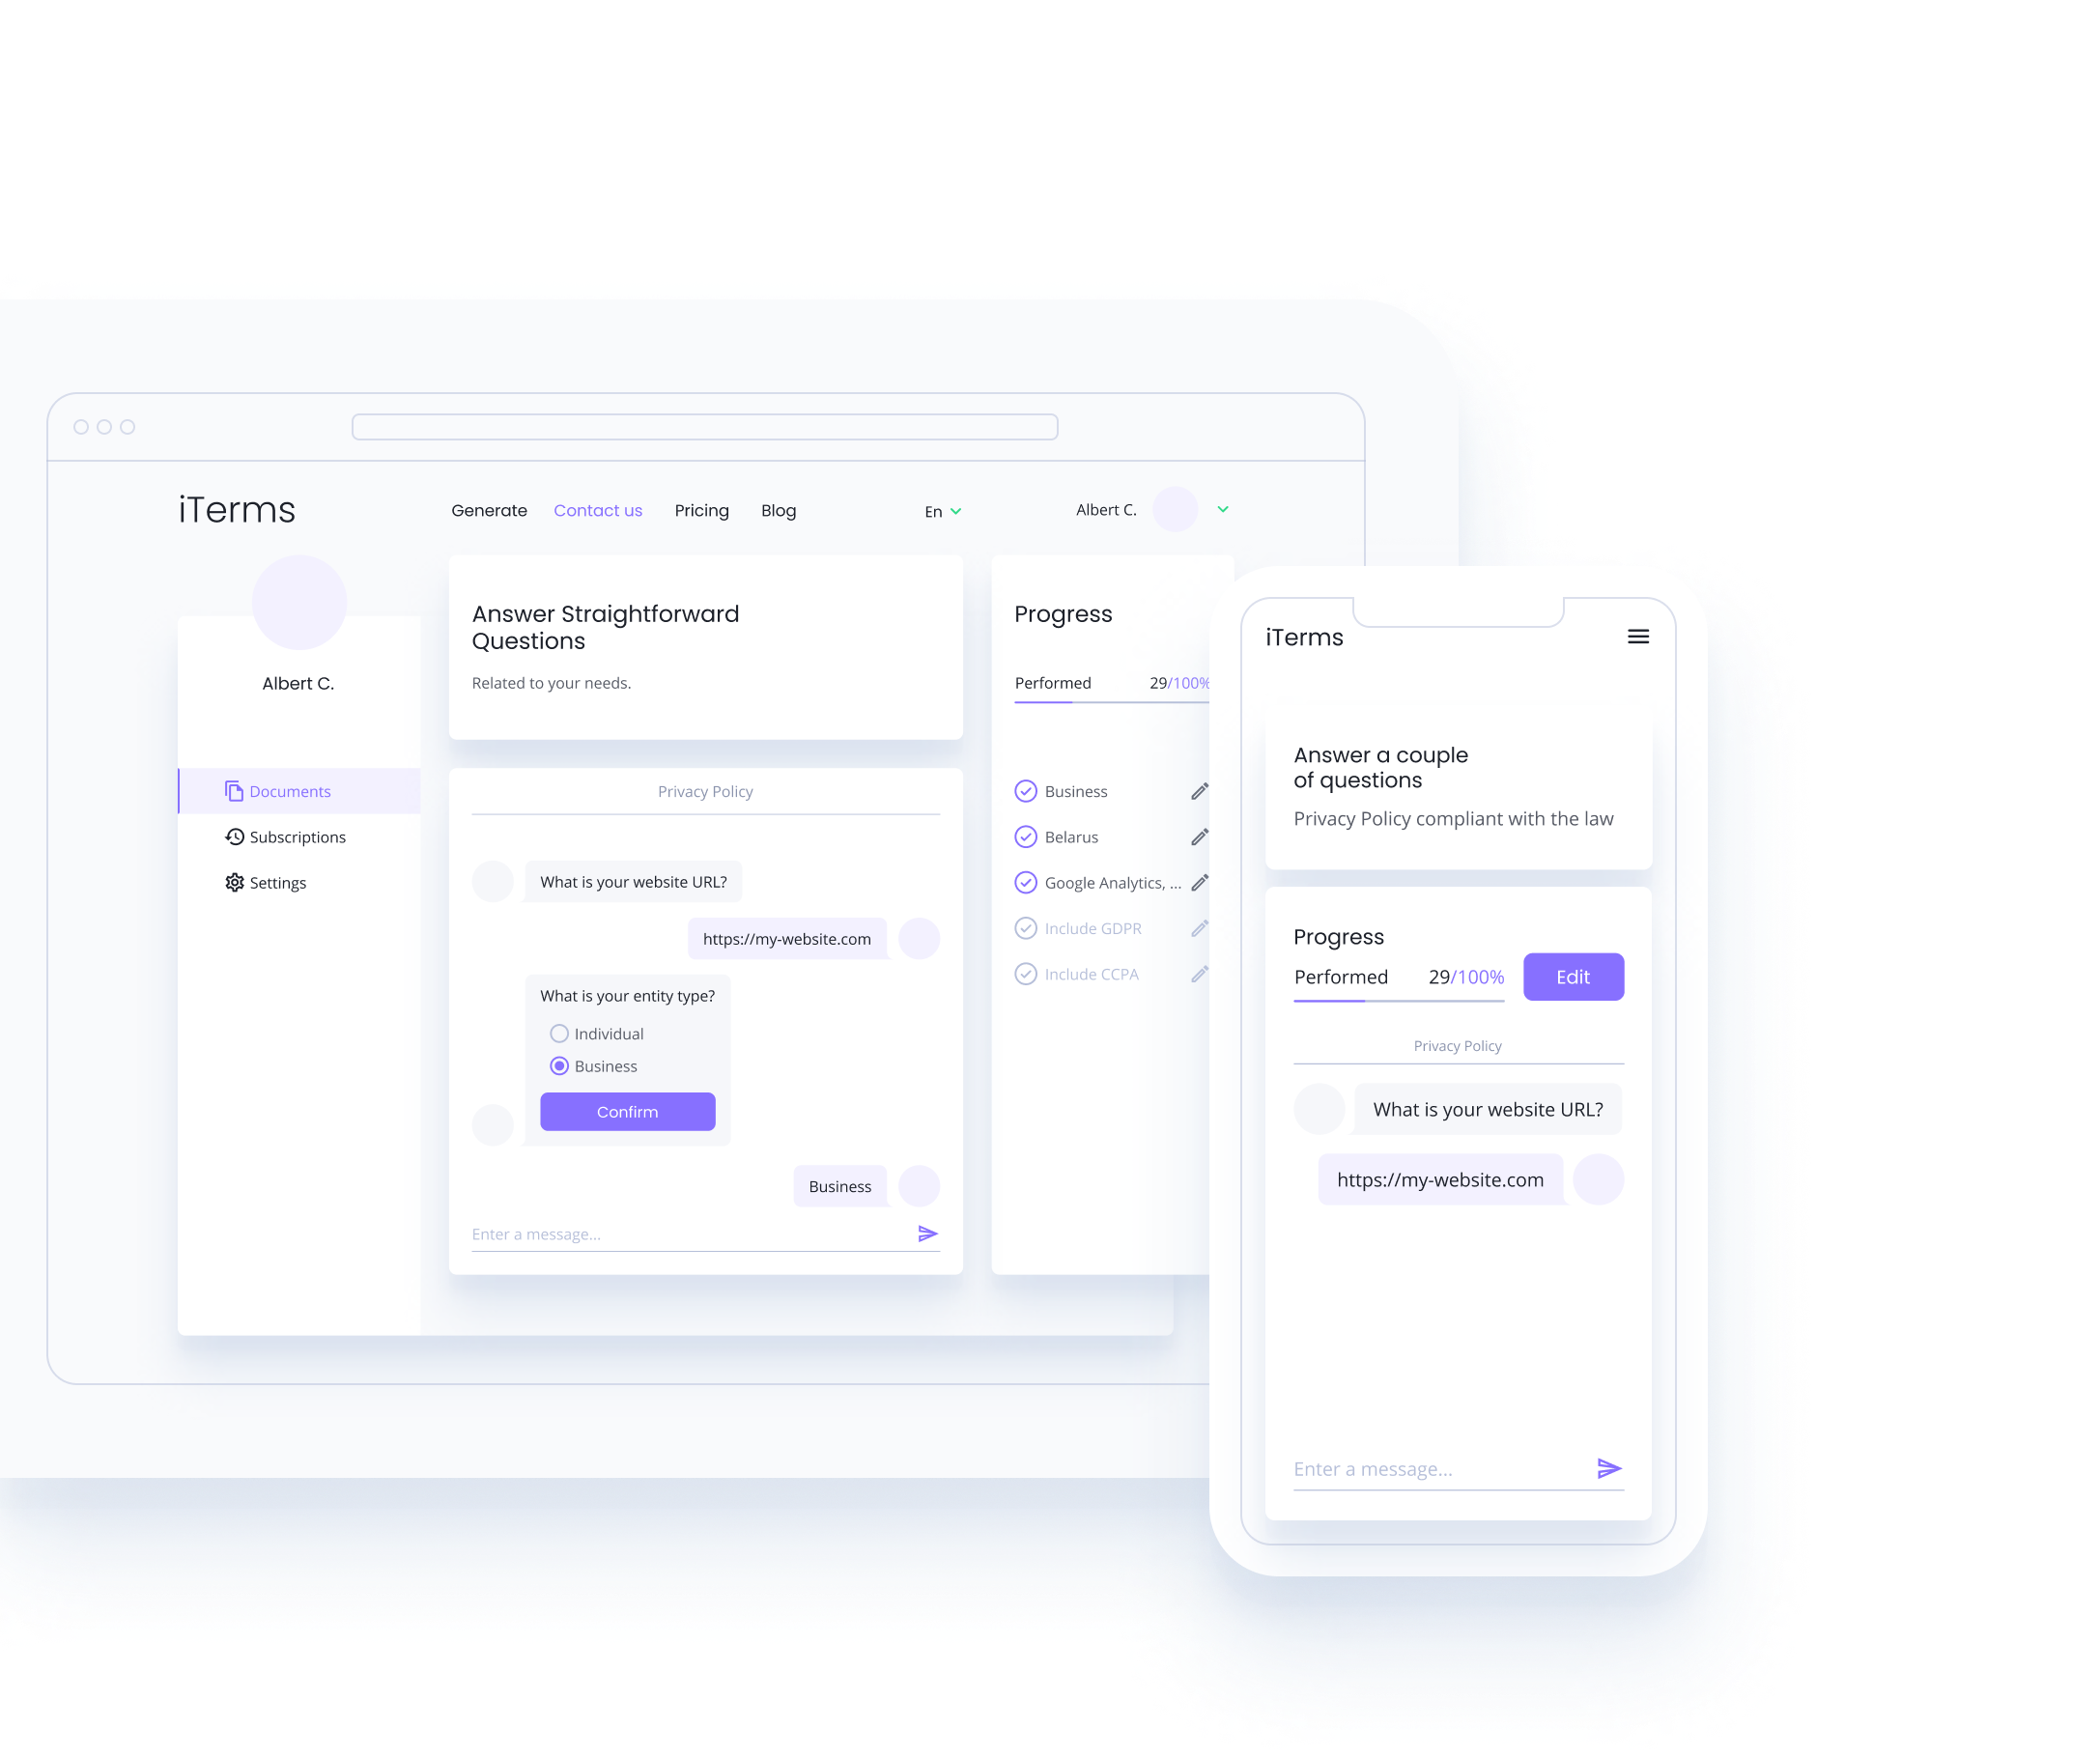 iTerms
Generate Contact us Pricing Blog En Albert C.
Albert C.
Documents
Subscriptions
Settings
Answer Straightforward
Questions
Related to your needs.
Privacy Policy
What is your website URL?
https://my-website.com
What is your entity type?
Individual
Business
Confirm
Business
Enter a message...
Progress
Performed 29/100%
Business
Belarus
Google Analytics, ...
Include GDPR
Include CCPA
iTerms
Answer a couple
of questions
Privacy Policy compliant with the law
Progress
Performed 29/100% Edit
Privacy Policy
What is your website URL?
https://my-website.com
Enter a message...